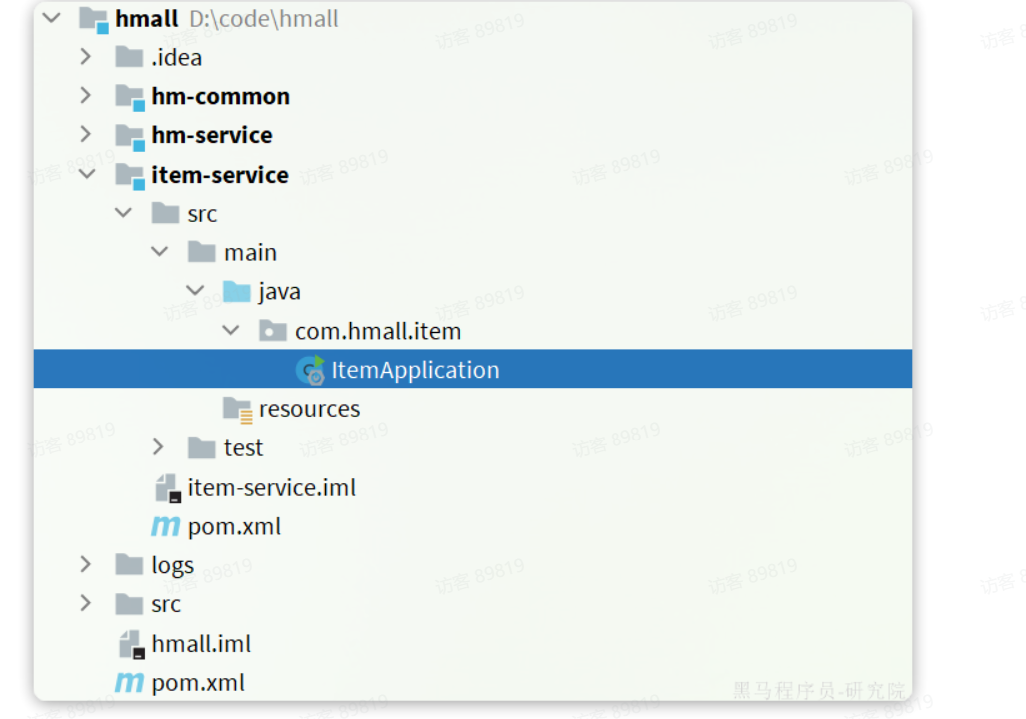 hmall D:\code\hmall
.idea
hm-common
hm-service
item-service
src
main
java
com.hmall.item
ItemApplication
resources
test
item-service.iml
pom.xml
logs
src
hmall.iml
pom.xml
黑马程序员-研究院
访客 89819